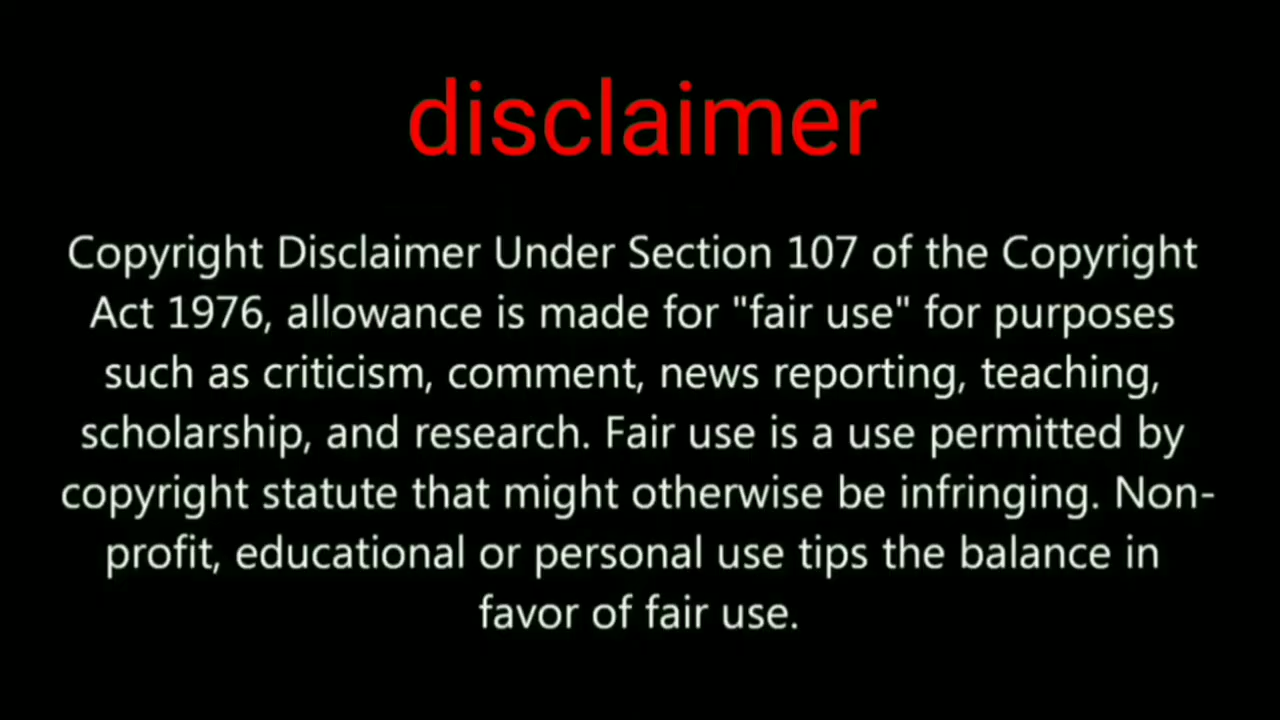 disclaimer
Copyright Disclaimer Under Section 107 of the Copyright
Act 1976, allowance is made for "fair use" for purposes
such as criticism, comment, news reporting, teaching,
scholarship, and research. Fair use is a use permitted by
copyright statute that might otherwise be infringing. Non-
profit, educational or personal use tips the balance in
favor of fair use.